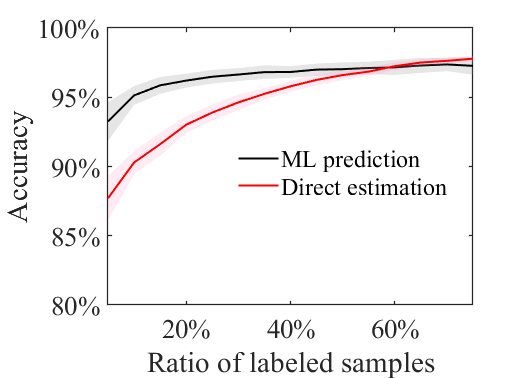 100%
95%
90%
85%
80%
Accuracy
ML prediction
Direct estimation
20% 40% 60%
Ratio of labeled samples